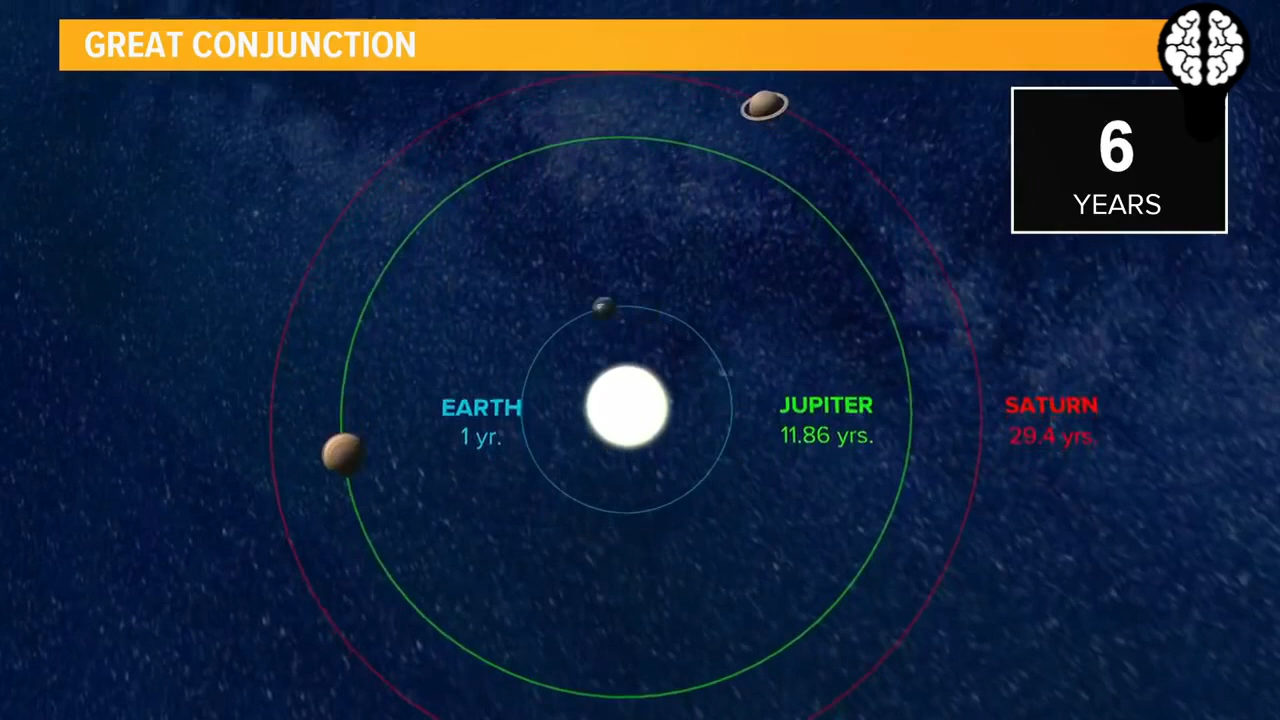 GREAT CONJUNCTION
6
YEARS
EARTH
1 yr.
JUPITER
11.86 yrs.
SATURN
29.4 yrs.